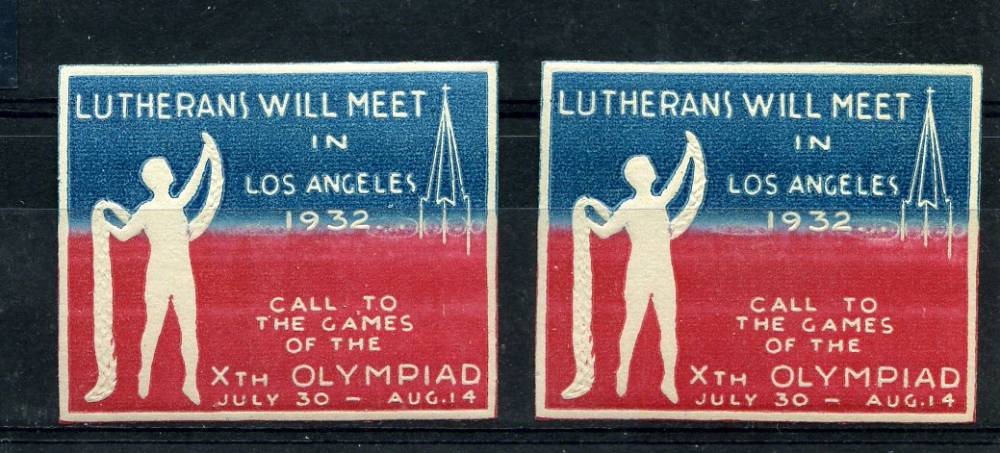 LUTHERANS WILL MEET
IN
LOS ANGELES
1932
CALL TO
THE GAMES
OF THE
XTH OLYMPIAD
JULY 30 – AUG. 14
LUTHERANS WILL MEET
IN
LOS ANGELES
1932
CALL TO
THE GAMES
OF THE
XTH OLYMPIAD
JULY 30 – AUG. 14